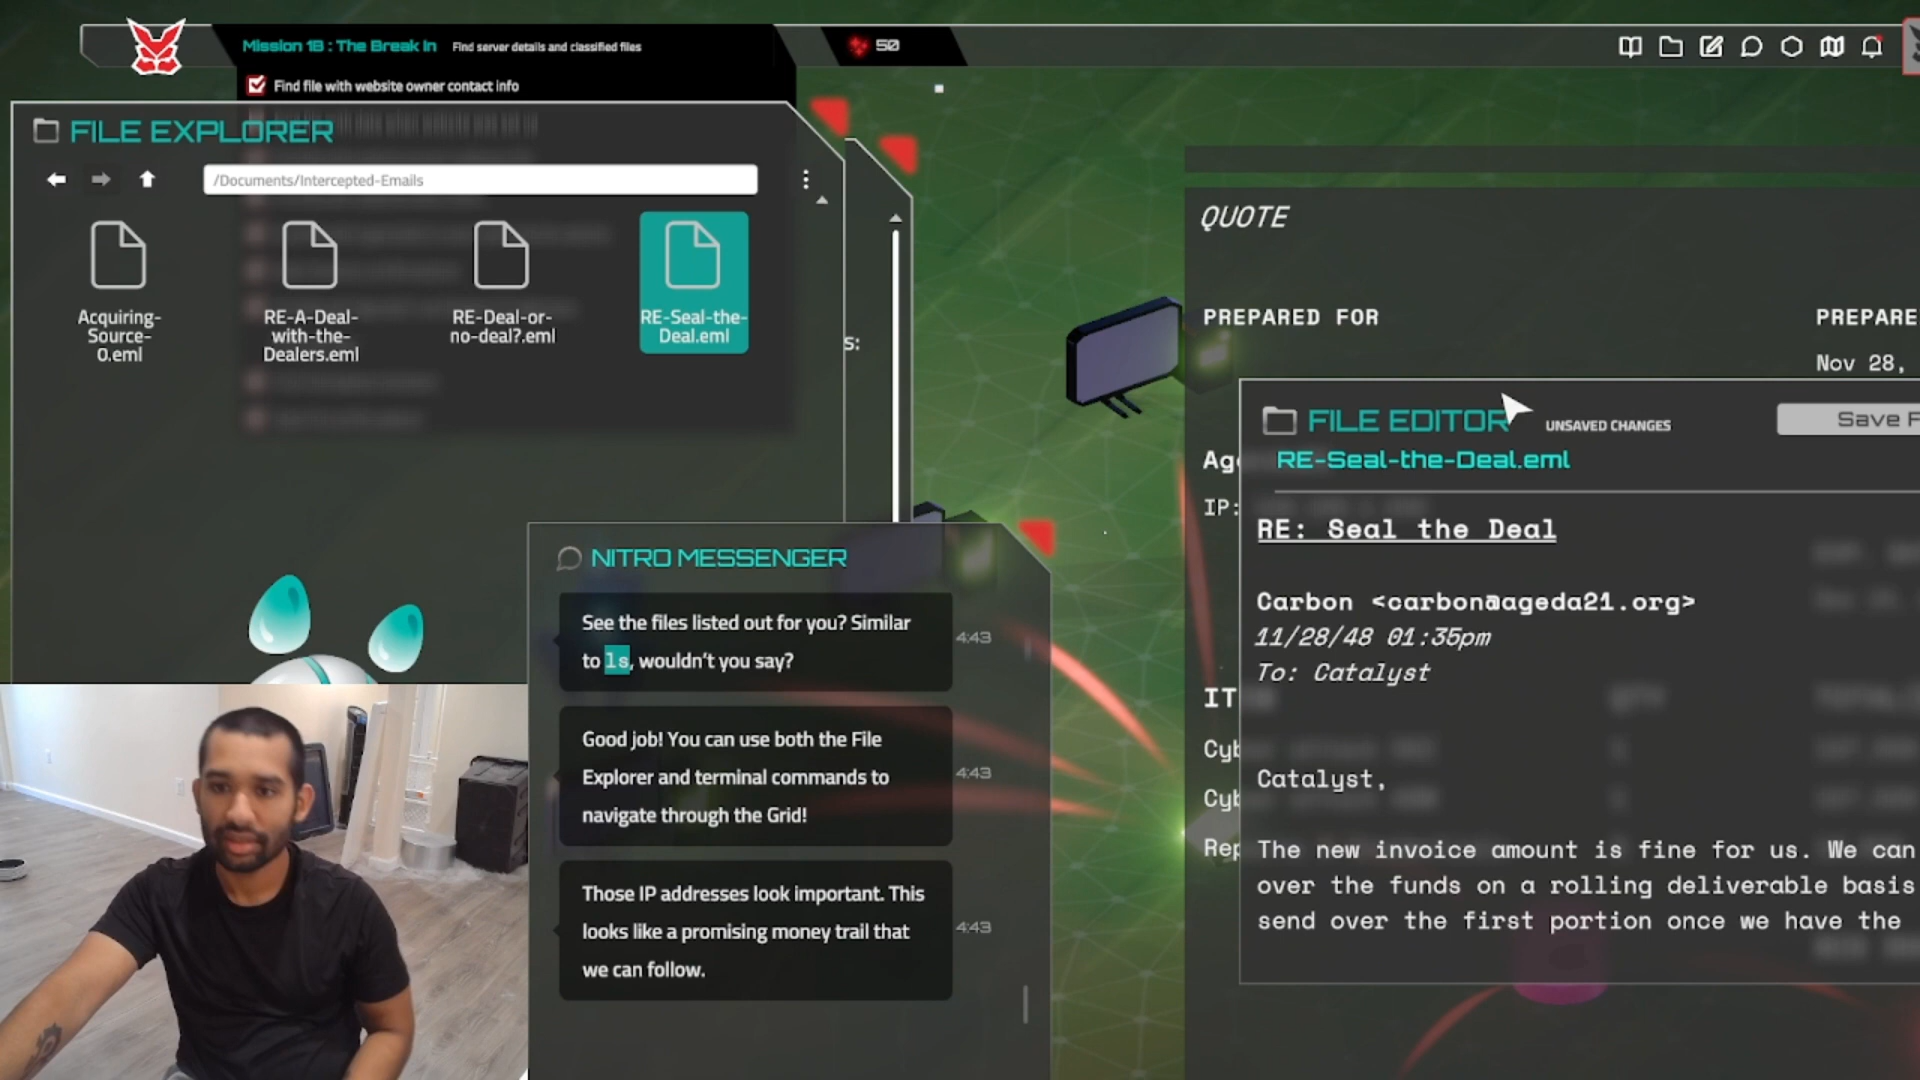 Mission 1B : The Break In Find server details and classified files
50
Find file with website owner contact info
FILE EXPLORER
/Documents/Intercepted-Emails
Acquiring-
Source-
0.eml
RE-A-Deal-
with-the-
Dealers.eml
RE-Deal-or-
no-deal?.eml
RE-Seal-the-
Deal.eml
s:
QUOTE
PREPARED FOR
PREPARE
Nov 28,
Ag
IP:
IT
Cy
Cy
Rep
FILE EDITOR UNSAVED CHANGES
Save F
RE-Seal-the-Deal.eml
RE: Seal the Deal
Carbon <carbon@ageda21.org>
11/28/48 01:35pm
To: Catalyst
Catalyst,
The new invoice amount is fine for us. We can
over the funds on a rolling deliverable basis
send over the first portion once we have the
NITRO MESSENGER
See the files listed out for you? Similar
to ls, wouldn't you say?
4:43
Good job! You can use both the File
Explorer and terminal commands to
navigate through the Grid!
4:43
Those IP addresses look important. This
looks like a promising money trail that
we can follow.
4:43